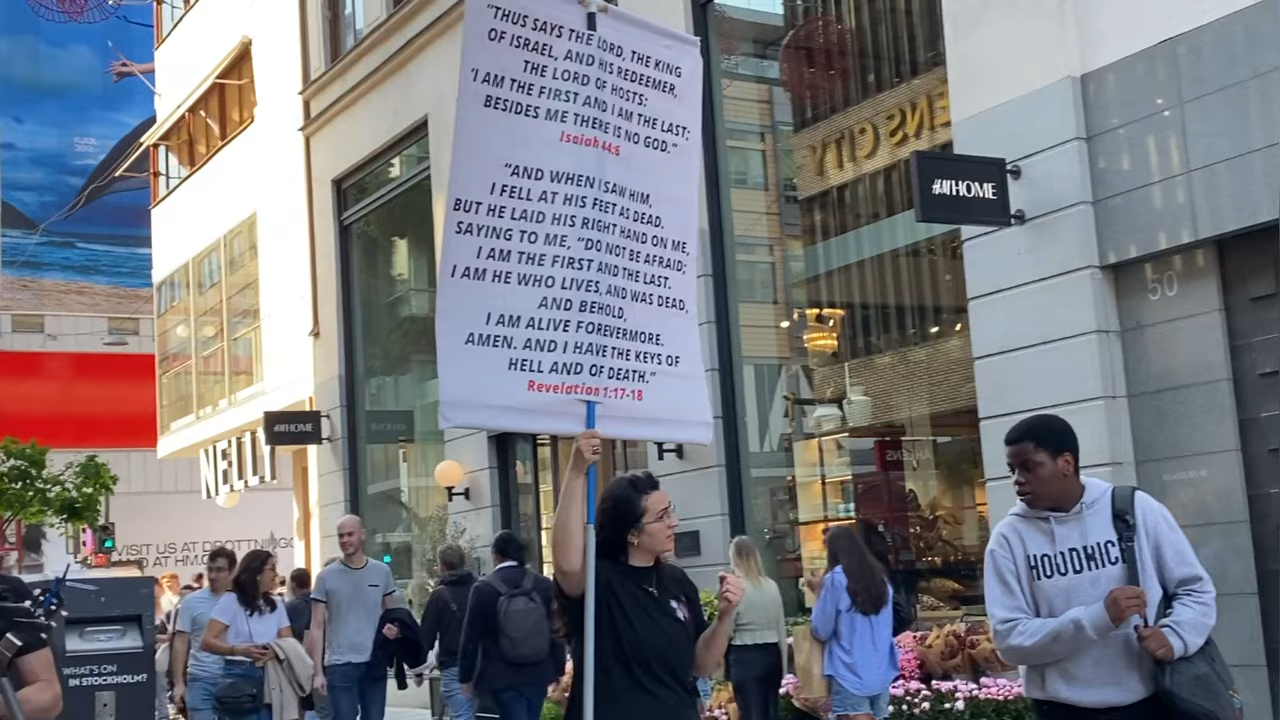 "THUS SAYS THE LORD, THE KING
OF ISRAEL, AND HIS REDEEMER,
THE LORD OF HOSTS:
'I AM THE FIRST AND I AM THE LAST;
BESIDES ME THERE IS NO GOD."
Isaiah 44:6
"AND WHEN I SAW HIM,
I FELL AT HIS FEET AS DEAD.
BUT HE LAID HIS RIGHT HAND ON ME,
SAYING TO ME, "DO NOT BE AFRAID;
I AM THE FIRST AND THE LAST.
I AM HE WHO LIVES, AND WAS DEAD,
AND BEHOLD,
I AM ALIVE FOREVERMORE.
AMEN. AND I HAVE THE KEYS OF
HELL AND OF DEATH."
Revelation 1:17-18
ENS CITY
H&M HOME
50
H&M HOME
NELLY
VISIT US AT DROTTNING
AT HM.
AHLENS
HOODRICH
WHAT'S ON
IN STOCKHOLM?